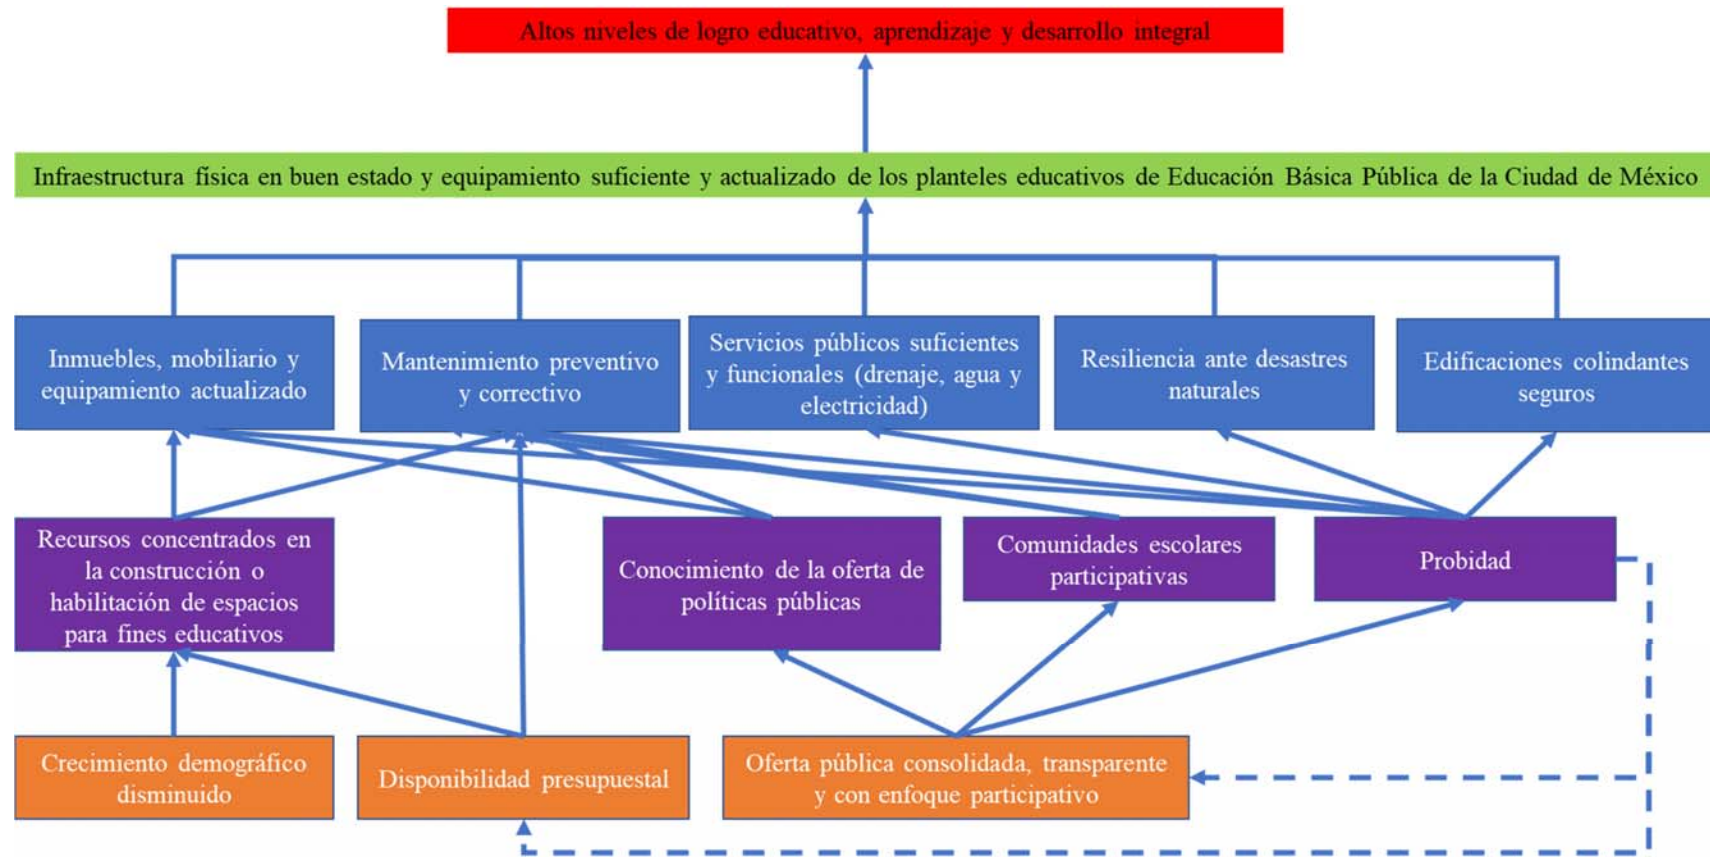 Altos niveles de logro educativo, aprendizaje y desarrollo integral
Infraestructura física en buen estado y equipamiento suficiente y actualizado de los planteles educativos de Educación Básica Pública de la Ciudad de México
Inmuebles, mobiliario y
equipamiento actualizado
Mantenimiento preventivo
y correctivo
Servicios públicos suficientes
y funcionales (drenaje, agua y
electricidad)
Resiliencia ante desastres
naturales
Edificaciones colindantes
seguros
Recursos concentrados en
la construcción o
habilitación de espacios
para fines educativos
Conocimiento de la oferta de
políticas públicas
Comunidades escolares
participativas
Probidad
Crecimiento demográfico
disminuido
Disponibilidad presupuestal
Oferta pública consolidada, transparente
y con enfoque participativo